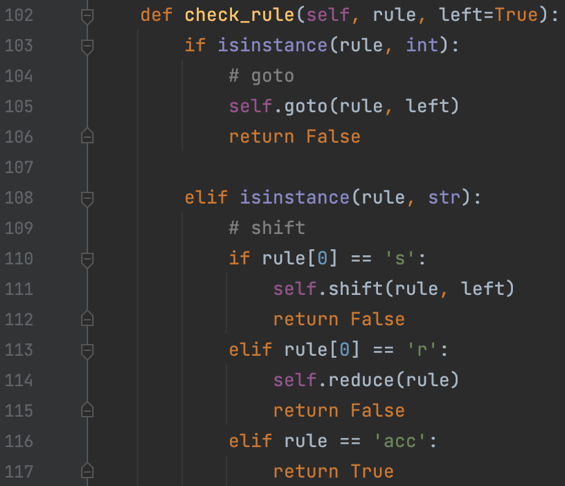 102 def check_rule(self, rule, left=True):
103 if isinstance(rule, int):
104 # goto
105 self.goto(rule, left)
106 return False
107
108 elif isinstance(rule, str):
109 # shift
110 if rule[0] == 's':
111 self.shift(rule, left)
112 return False
113 elif rule[0] == 'r':
114 self.reduce(rule)
115 return False
116 elif rule == 'acc':
117 return True